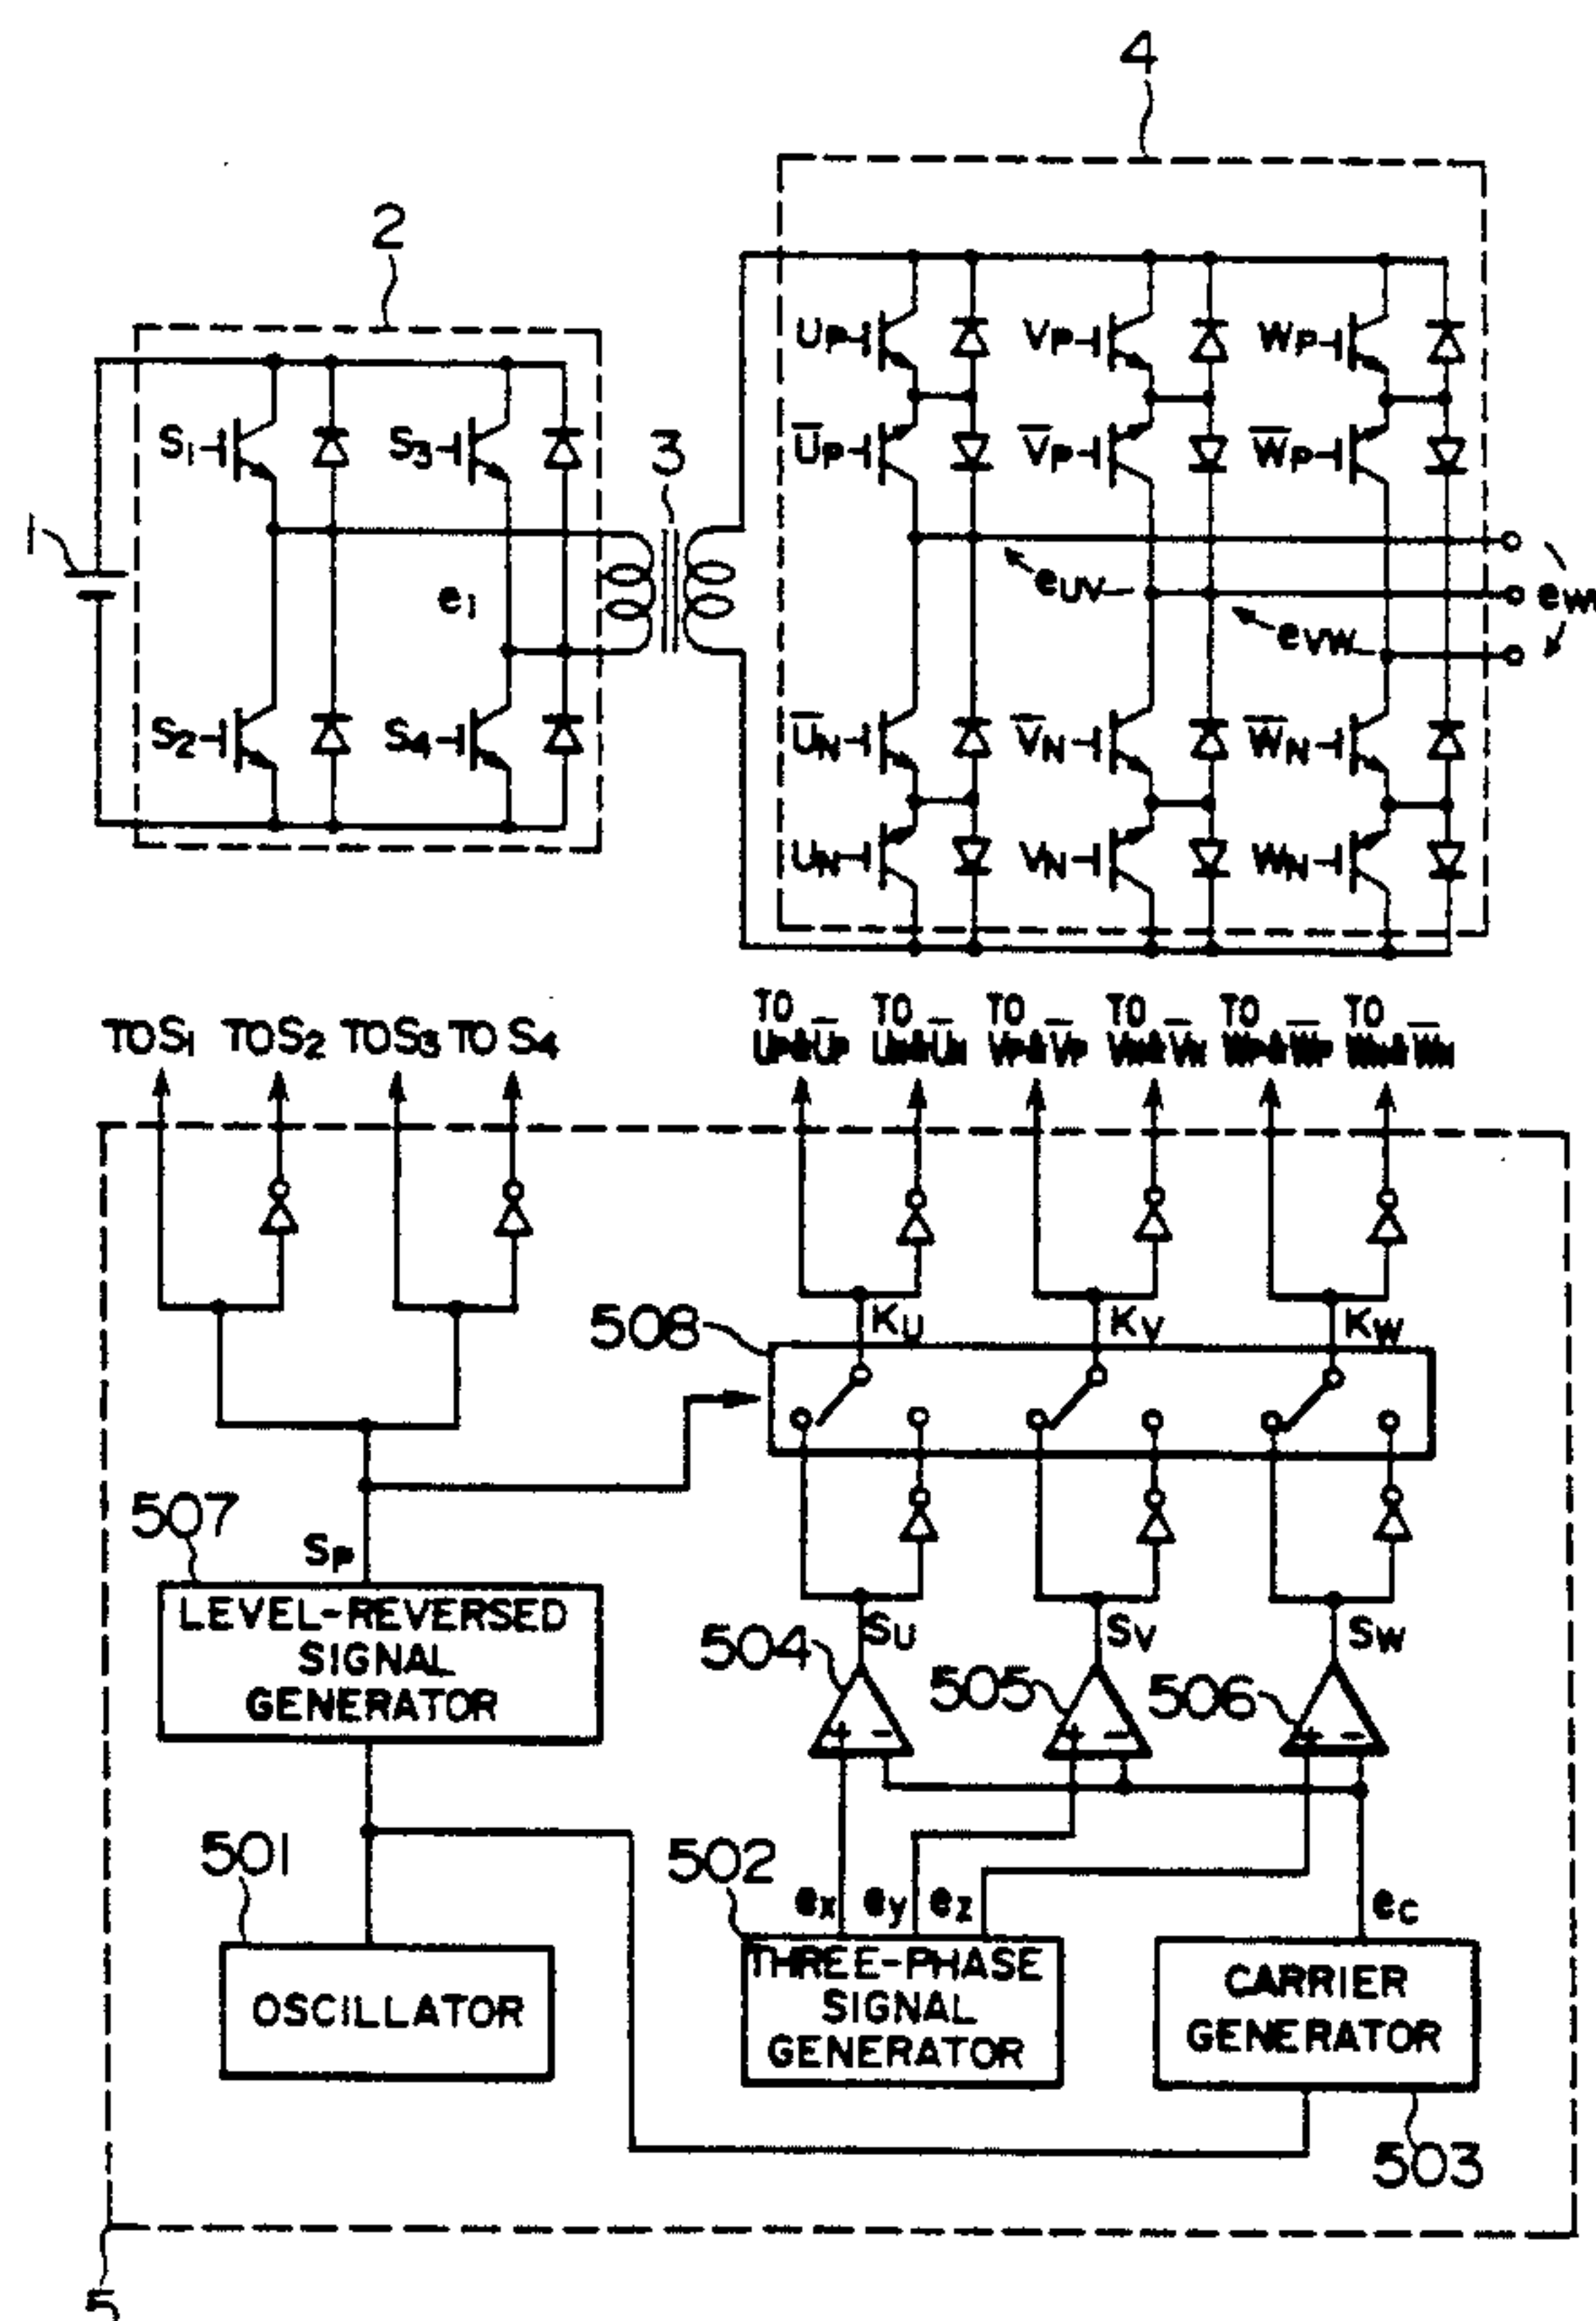 4
2
U̅P
UP VP WP
S1 S3 3 U̅P V̅P W̅P
1
e1 eUV eW
eVW
S2 S4 U̅N V̅N W̅N
UN VN WN
TO S1 TO S2 TO S3 TO S4
TO TO TO TO TO TO
508 KU KV KW
507
SP
LEVEL-REVERSED
SIGNAL
GENERATOR
504 SU 505 SV 506 SW
+ - + - + -
501
502
ex ey ez ec
OSCILLATOR
THREE-PHASE
SIGNAL
GENERATOR
CARRIER
GENERATOR
503
5